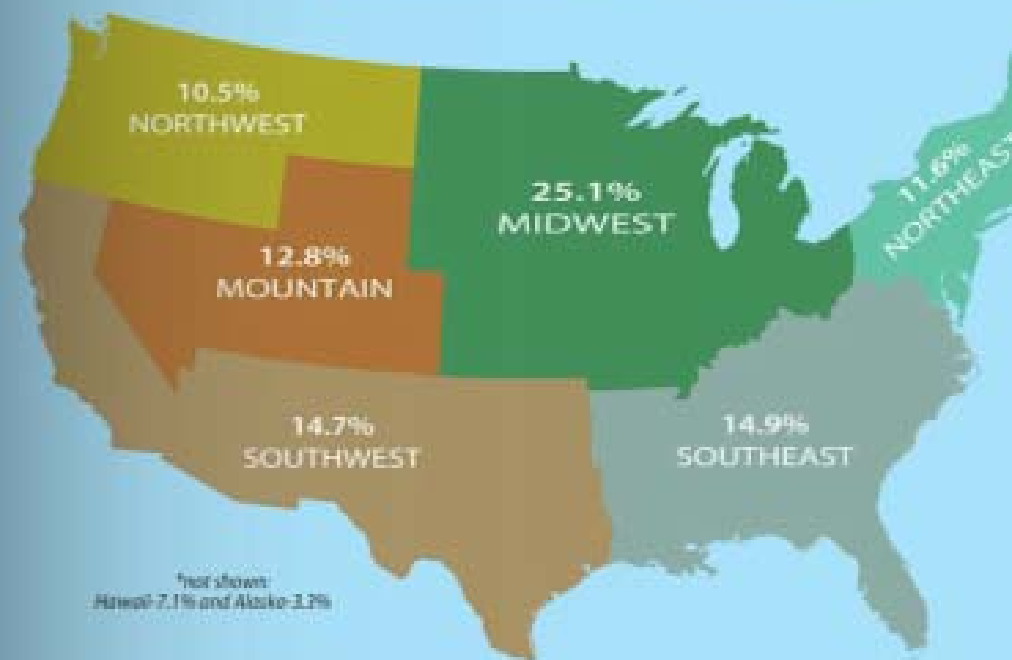 10.5%
NORTHWEST
25.1%
MIDWEST
11.6%
NORTHEAST
12.8%
MOUNTAIN
14.7%
SOUTHWEST
14.9%
SOUTHEAST
*not shown:
Hawaii-7.1% and Alaska-3.3%